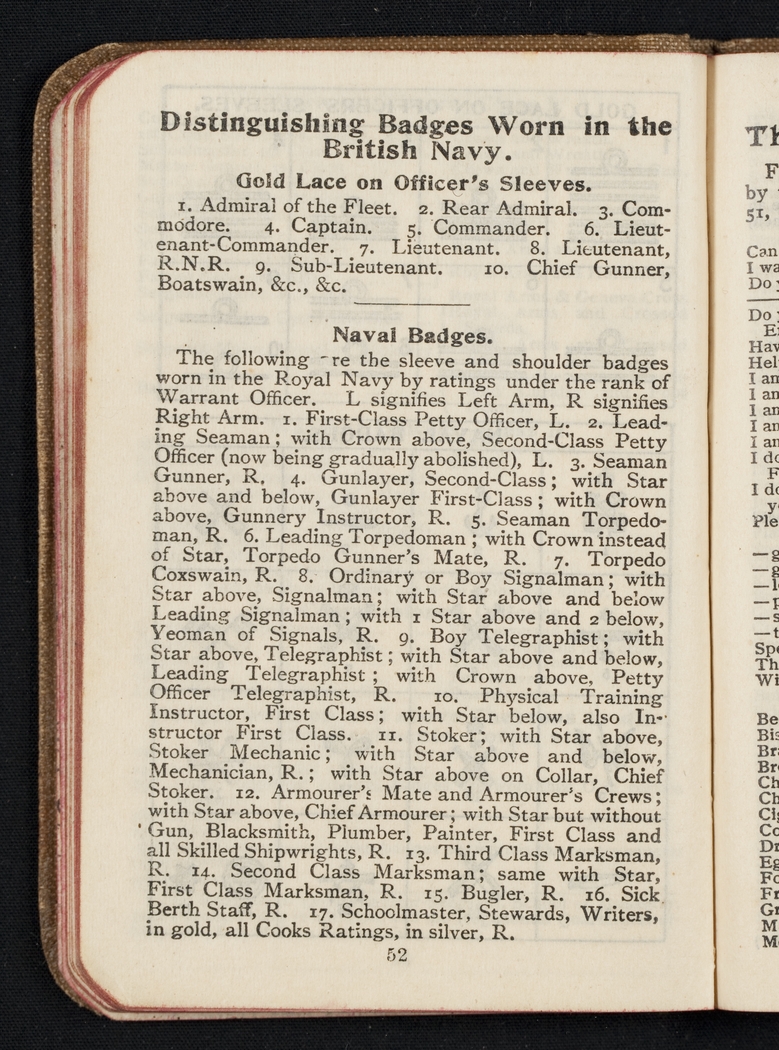 Distinguishing Badges Worn in the
British Navy.
Gold Lace on Officer's Sleeves.
1. Admiral of the Fleet. 2. Rear Admiral. 3. Com-
modore. 4. Captain. 5. Commander. 6. Lieut-
enant-Commander. 7. Lieutenant. 8. Lieutenant,
R.N.R. 9. Sub-Lieutenant. 10. Chief Gunner,
Boatswain, &c., &c.
Naval Badges.
The following re the sleeve and shoulder badges
worn in the Royal Navy by ratings under the rank of
Warrant Officer. L signifies Left Arm, R signifies
Right Arm. 1. First-Class Petty Officer, L. 2. Lead-
ing Seaman; with Crown above, Second-Class Petty
Officer (now being gradually abolished), L. 3. Seaman
Gunner, R, 4. Gunlayer, Second-Class; with Star
above and below, Gunlayer First-Class; with Crown
above, Gunnery Instructor, R. 5. Seaman Torpedo-
man, R. 6. Leading Torpedoman; with Crown instead
of Star, Torpedo Gunner's Mate, R. 7. Torpedo
Coxswain, R. 8. Ordinary or Boy Signalman; with
Star above, Signalman; with Star above and below
Leading Signalman; with 1 Star above and 2 below,
Yeoman of Signals, R. 9. Boy Telegraphist; with
Star above, Telegraphist; with Star above and below,
Leading Telegraphist; with Crown above, Petty
Officer Telegraphist, R. 10. Physical Training
Instructor, First Class; with Star below, also In-
structor First Class. 11. Stoker; with Star above,
Stoker Mechanic; with Star above and below,
Mechanician, R.; with Star above on Collar, Chief
Stoker. 12. Armourer's Mate and Armourer's Crews;
with Star above, Chief Armourer; with Star but without
Gun, Blacksmith, Plumber, Painter, First Class and
all Skilled Shipwrights, R. 13. Third Class Marksman,
R. 14. Second Class Marksman; same with Star,
First Class Marksman, R. 15. Bugler, R. 16. Sick
Berth Staff, R. 17. Schoolmaster, Stewards, Writers,
in gold, all Cooks Ratings, in silver, R.
52
by
51,
Can
Do
Do
I am
I am
I am
I am
I am
I do
I do